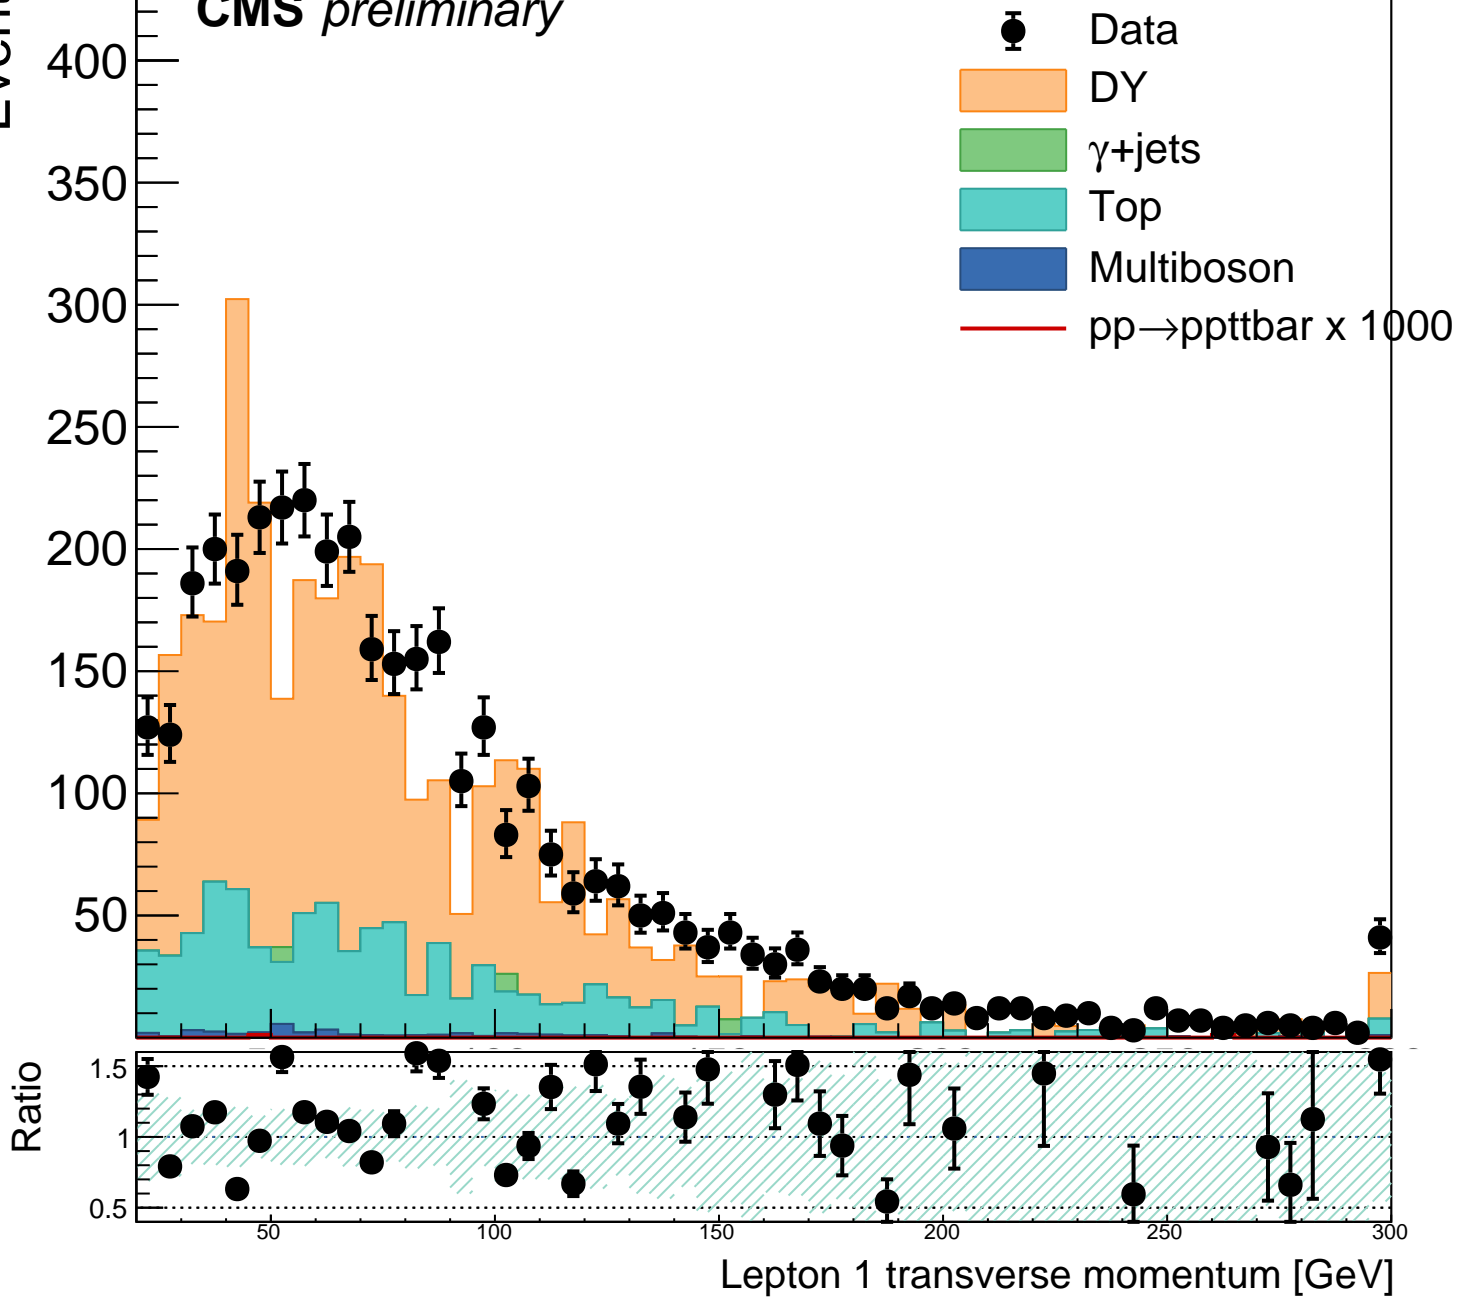 CMS preliminary
Data
DY
γ+jets
Top
Multiboson
pp→ppttbar x 1000
400
350
300
250
200
150
100
50
Ratio
1.5
1
0.5
50 100 150 200 250 300
Lepton 1 transverse momentum [GeV]